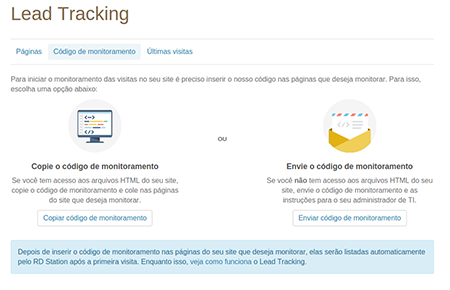 Lead Tracking
Páginas Código de monitoramento Últimas visitas
Para iniciar o monitoramento das visitas no seu site é preciso inserir o nosso código nas páginas que deseja monitorar. Para isso,
escolha uma opção abaixo:
OU
Copie o código de monitoramento
Se você tem acesso aos arquivos HTML do seu site,
copie o código de monitoramento e cole nas páginas
do site que deseja monitorar.
Copiar código de monitoramento
Envie o código de monitoramento
Se você não tem acesso aos arquivos HTML do seu
site, envie o código de monitoramento e as
instruções para o seu administrador de TI.
Enviar código de monitoramento
Depois de inserir o código de monitoramento nas páginas do seu site que deseja monitorar, elas serão listadas automaticamente
pelo RD Station após a primeira visita. Enquanto isso, veja como funciona o Lead Tracking.